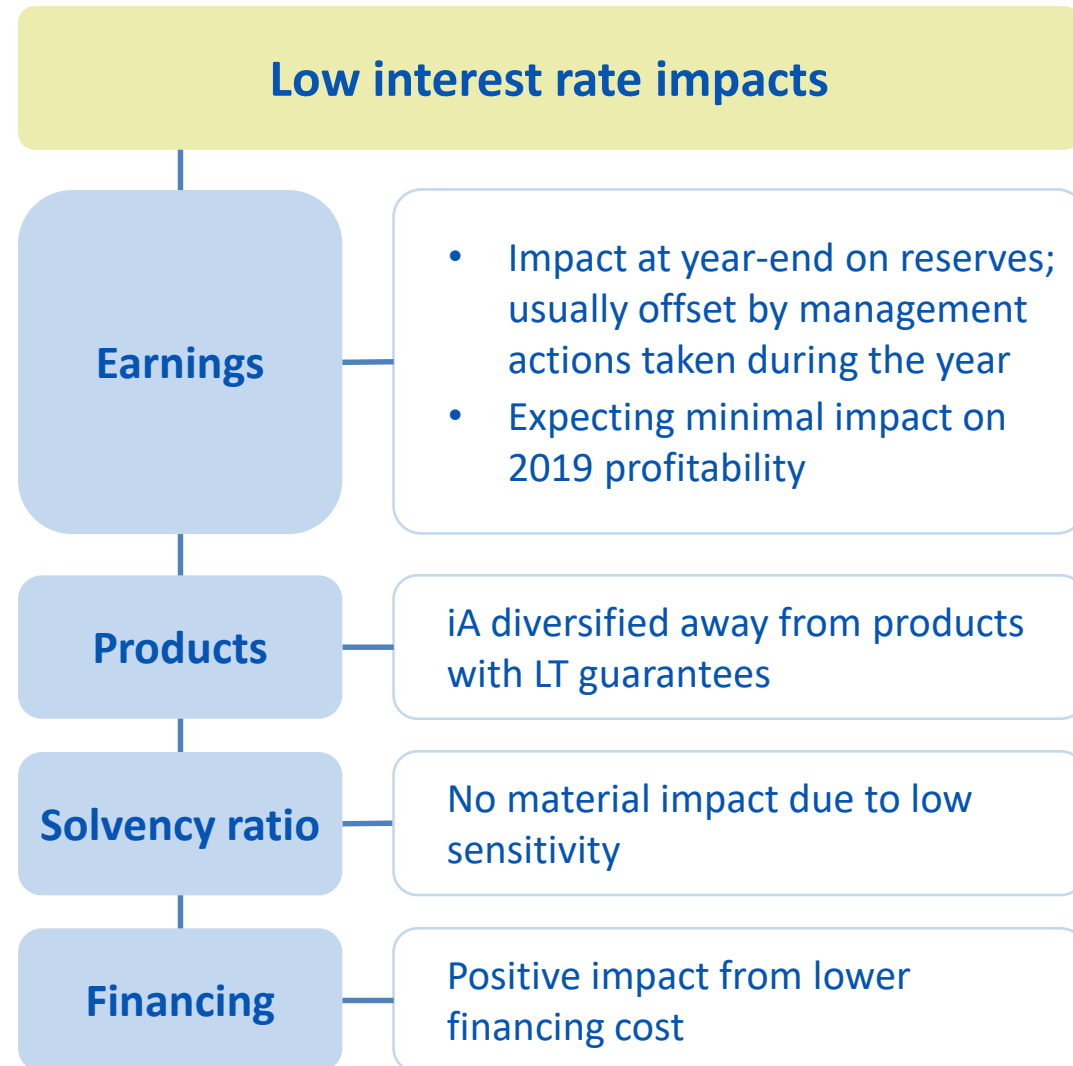 Low interest rate impacts
Earnings
• Impact at year-end on reserves;
usually offset by management
actions taken during the year
• Expecting minimal impact on
2019 profitability
Products
iA diversified away from products
with LT guarantees
Solvency ratio
No material impact due to low
sensitivity
Financing
Positive impact from lower
financing cost